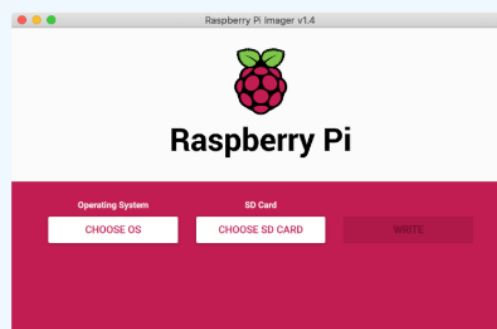 Raspberry Pi Imager v1.4
Raspberry Pi
Operating System SD Card
CHOOSE OS CHOOSE SD CARD WRITE